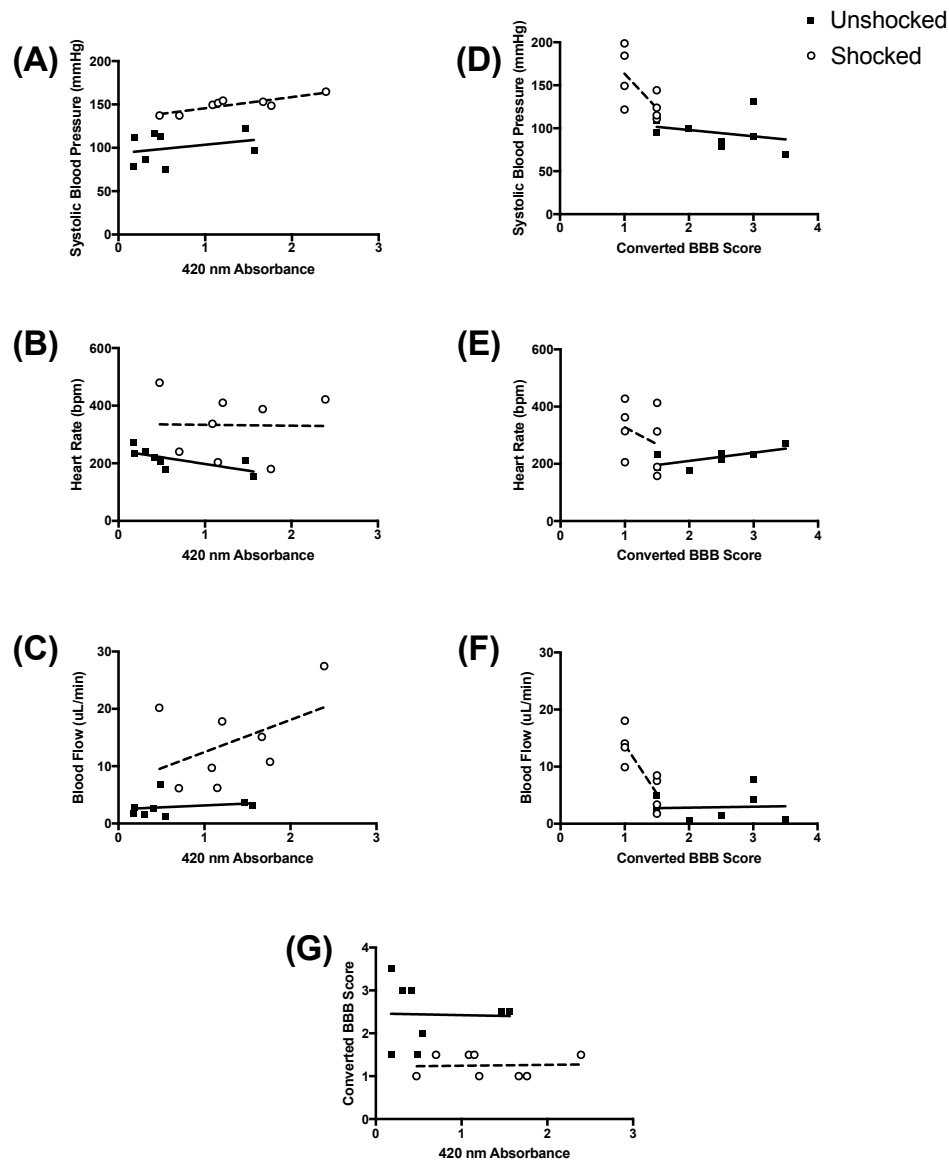 Unshocked
Shocked
(A)
Systolic Blood Pressure (mmHg)
200
150
100
50
0
0 1 2 3
420 nm Absorbance
(D)
Systolic Blood Pressure (mmHg)
200
150
100
50
0
1 2 3 4
Converted BBB Score
(B)
Heart Rate (bpm)
600
400
200
0
0 1 2 3
420 nm Absorbance
(E)
Heart Rate (bpm)
600
400
200
0
0 1 2 3 4
Converted BBB Score
(C)
Blood Flow (uL/min)
30
20
10
0
0 1 2 3
420 nm Absorbance
(F)
Blood Flow (uL/min)
30
20
10
0
0 1 2 3 4
Converted BBB Score
(G)
Converted BBB Score
4
3
2
1
0
0 1 2 3
420 nm Absorbance